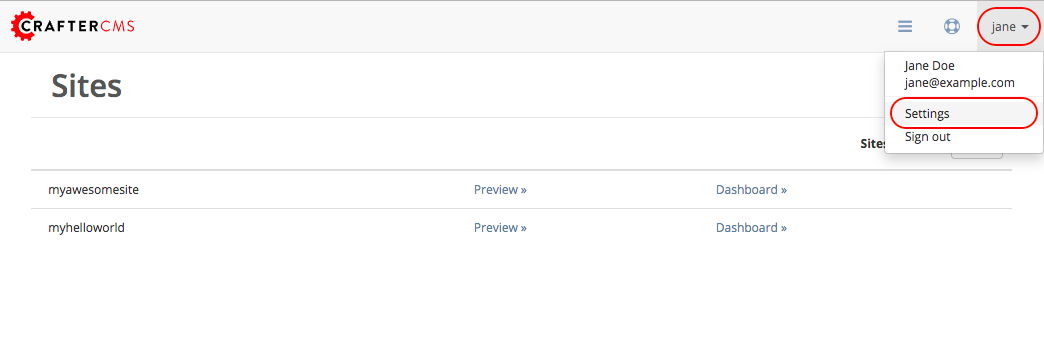 CRAFTERCMS
jane
Jane Doe
jane@example.com
Settings
Sign out
Sites
Sites
myawesomesite Preview » Dashboard »
myhelloworld Preview » Dashboard »